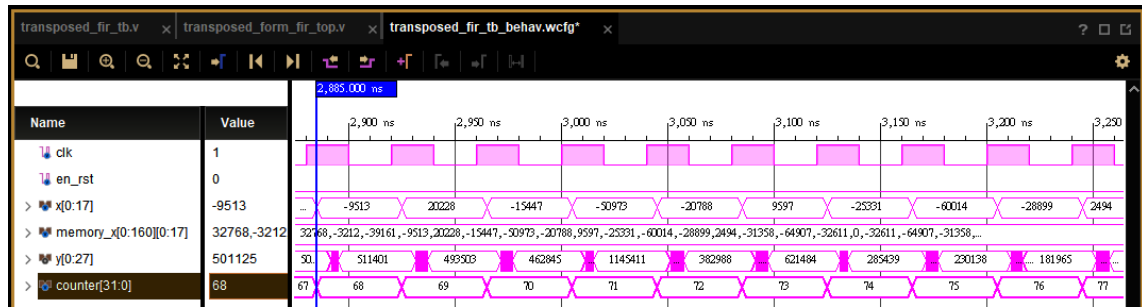 transposed_fir_tb.v × transposed_form_fir_top.v × transposed_fir_tb_behav.wcfg* ×
2,885.000 ns
Name Value
2,900 ns 2,950 ns 3,000 ns 3,050 ns 3,100 ns 3,150 ns 3,200 ns 3,250
clk 1
en_rst 0
x[0:17] -9513 ... -9513 20228 -15447 -50973 -20788 9597 -25331 -60014 -28899 2494
memory_x[0:160][0:17] 32768,-3212 32768,-3212,-39161,-9513,20228,-15447,-50973,-20788,9597,-25331,-60014,-28899,2494,-31358,-64907,-32611,0,-32611,-64907,-31358,...
y[0:27] 501125 50... 511401 493503 462845 1145411 ... 382988 621484 285439 230138 ... 181965 ...
counter[31:0] 68 67 68 69 70 71 72 73 74 75 76 77